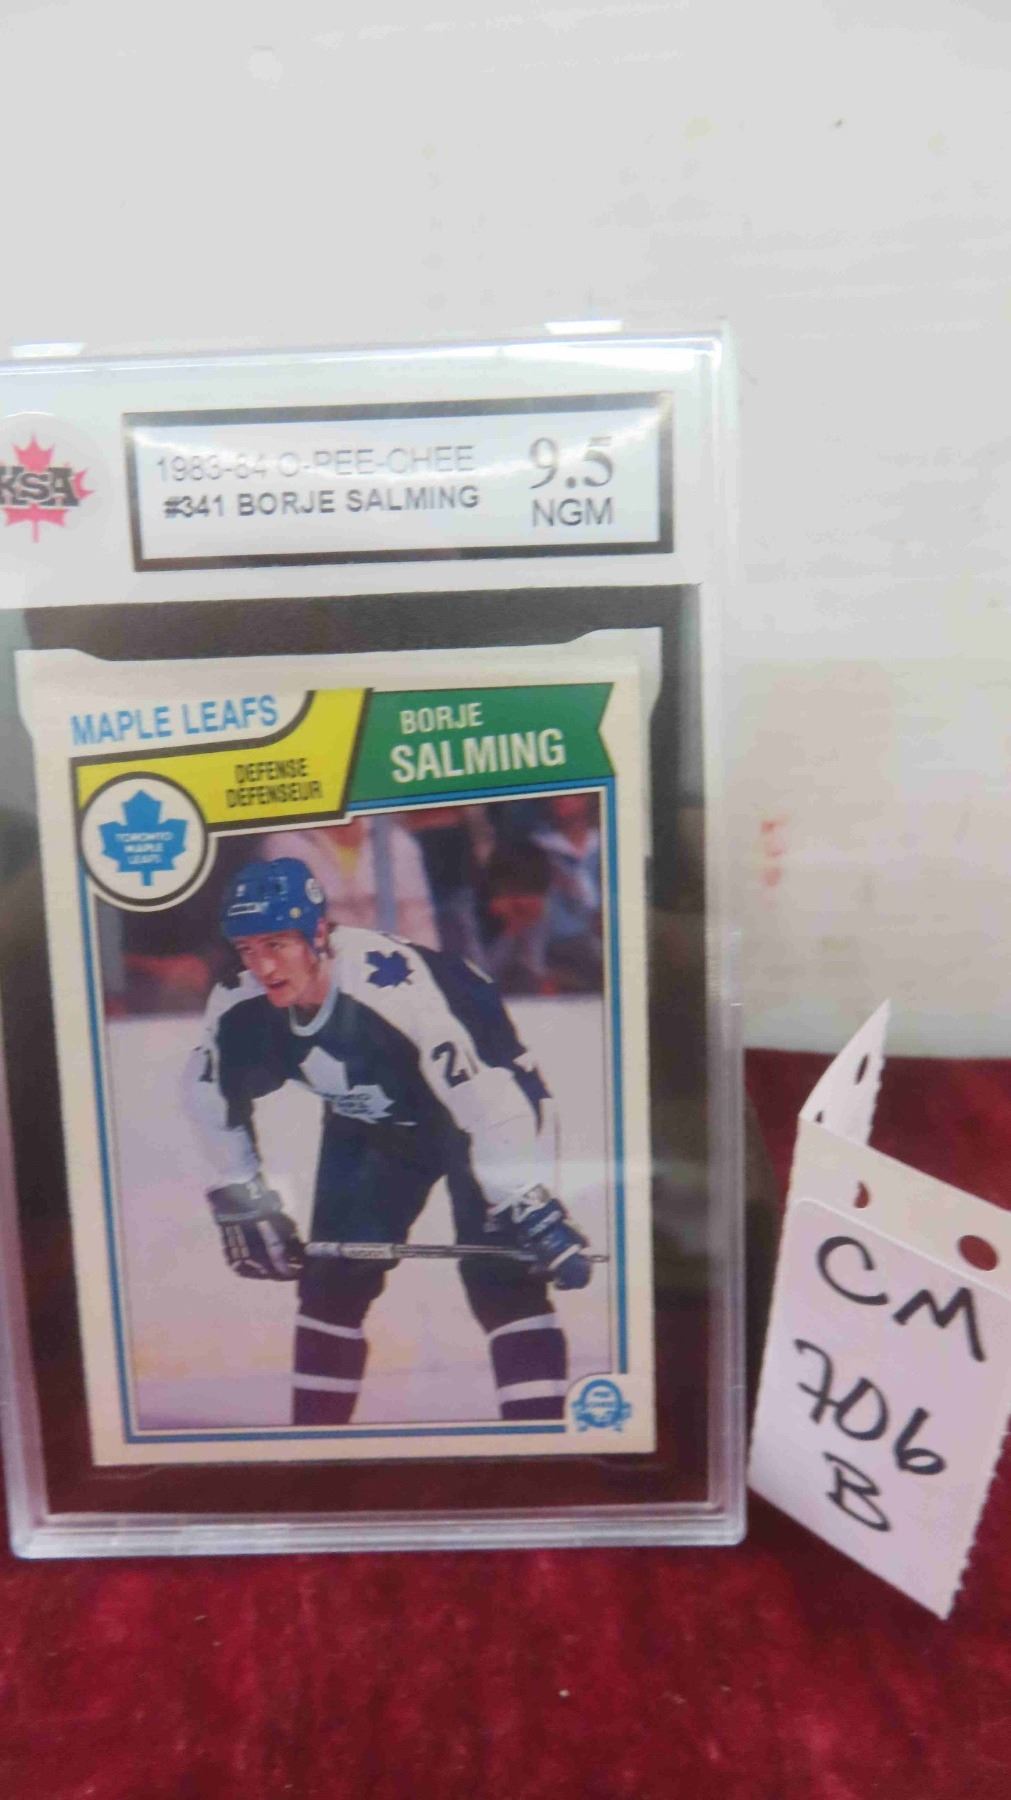 KSA
1983-84 O-PEE-CHEE
#341 BORJE SALMING
9.5
NGM
MAPLE LEAFS
DEFENSE
DEFENSEUR
BORJE
SALMING
TORONTO
MAPLE
LEAFS
2
CM
706
B